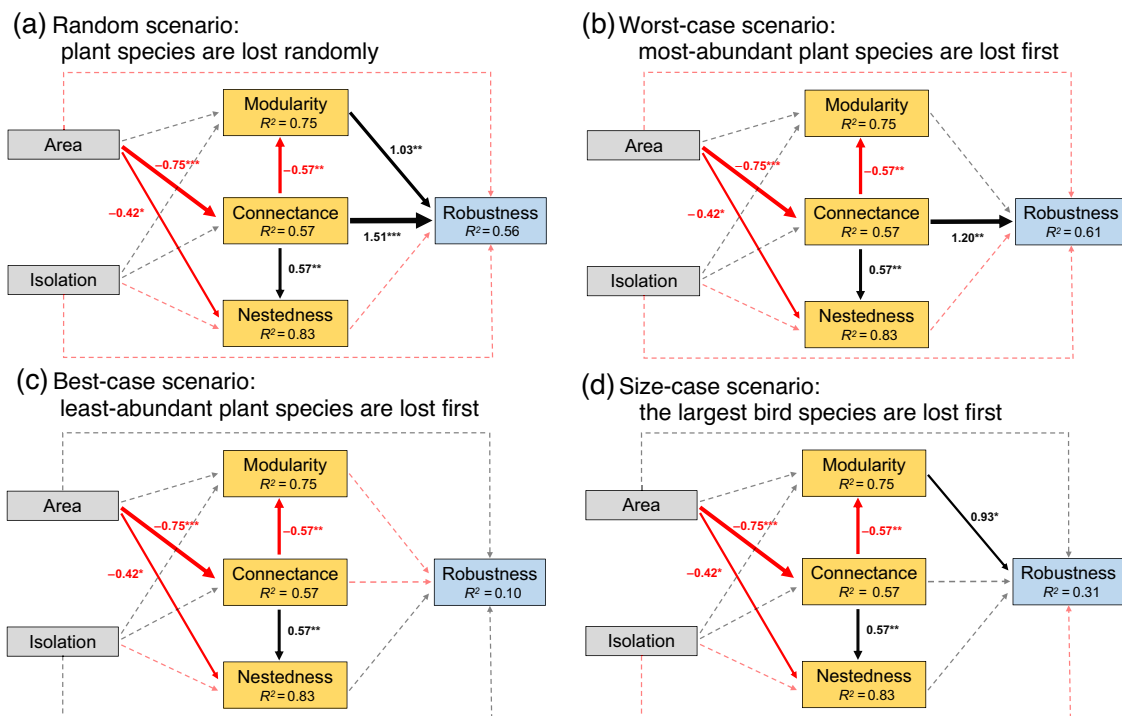 (a) Random scenario:
plant species are lost randomly
Modularity
R² = 0.75
Area
−0.75***
1.03**
−0.57**
−0.42*
Connectance
R² = 0.57
1.51***
Robustness
R² = 0.56
Isolation
0.57**
Nestedness
R² = 0.83
(b) Worst-case scenario:
most-abundant plant species are lost first
Modularity
R² = 0.75
Area
−0.75***
−0.57**
−0.42*
Connectance
R² = 0.57
1.20**
Robustness
R² = 0.61
Isolation
0.57**
Nestedness
R² = 0.83
(c) Best-case scenario:
least-abundant plant species are lost first
Modularity
R² = 0.75
Area
−0.75***
−0.57**
−0.42*
Connectance
R² = 0.57
Robustness
R² = 0.10
Isolation
0.57**
Nestedness
R² = 0.83
(d) Size-case scenario:
the largest bird species are lost first
Modularity
R² = 0.75
Area
−0.75***
0.93*
−0.57**
−0.42*
Connectance
R² = 0.57
Robustness
R² = 0.31
Isolation
0.57**
Nestedness
R² = 0.83